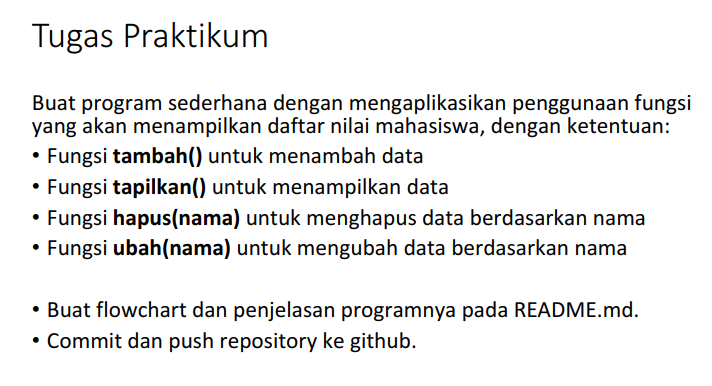 Tugas Praktikum
Buat program sederhana dengan mengaplikasikan penggunaan fungsi
yang akan menampilkan daftar nilai mahasiswa, dengan ketentuan:
• Fungsi tambah() untuk menambah data
• Fungsi tapilkan() untuk menampilkan data
• Fungsi hapus(nama) untuk menghapus data berdasarkan nama
• Fungsi ubah(nama) untuk mengubah data berdasarkan nama
• Buat flowchart dan penjelasan programnya pada README.md.
• Commit dan push repository ke github.